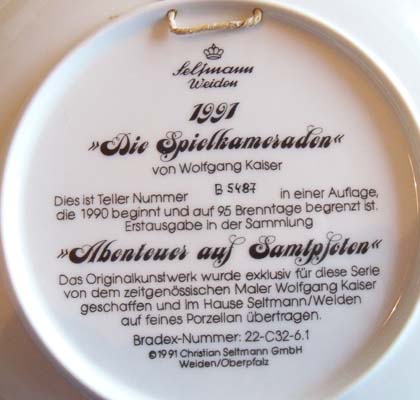 Seltmann
Weiden
1991
»Die Spielkameraden«
von Wolfgang Kaiser
Dies ist Teller Nummer B 5487 in einer Auflage,
die 1990 beginnt und auf 95 Brenntage begrenzt ist.
Erstausgabe in der Sammlung
»Abenteuer auf Samtpfoten«
Das Originalkunstwerk wurde exklusiv für diese Serie
von dem zeitgenössischen Maler Wolfgang Kaiser
geschaffen und im Hause Seltmann/Weiden
auf feines Porzellan übertragen.
Bradex-Nummer: 22-C32-6.1
©1991 Christian Seltmann GmbH
Weiden/Oberpfalz